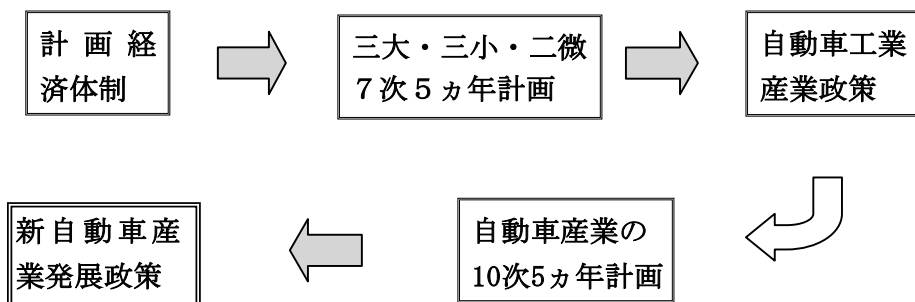 計画経
済体制
三大・三小・二微
７次５ヵ年計画
自動車工業
産業政策
自動車産業の
10次5ヵ年計画
新自動車産
業発展政策